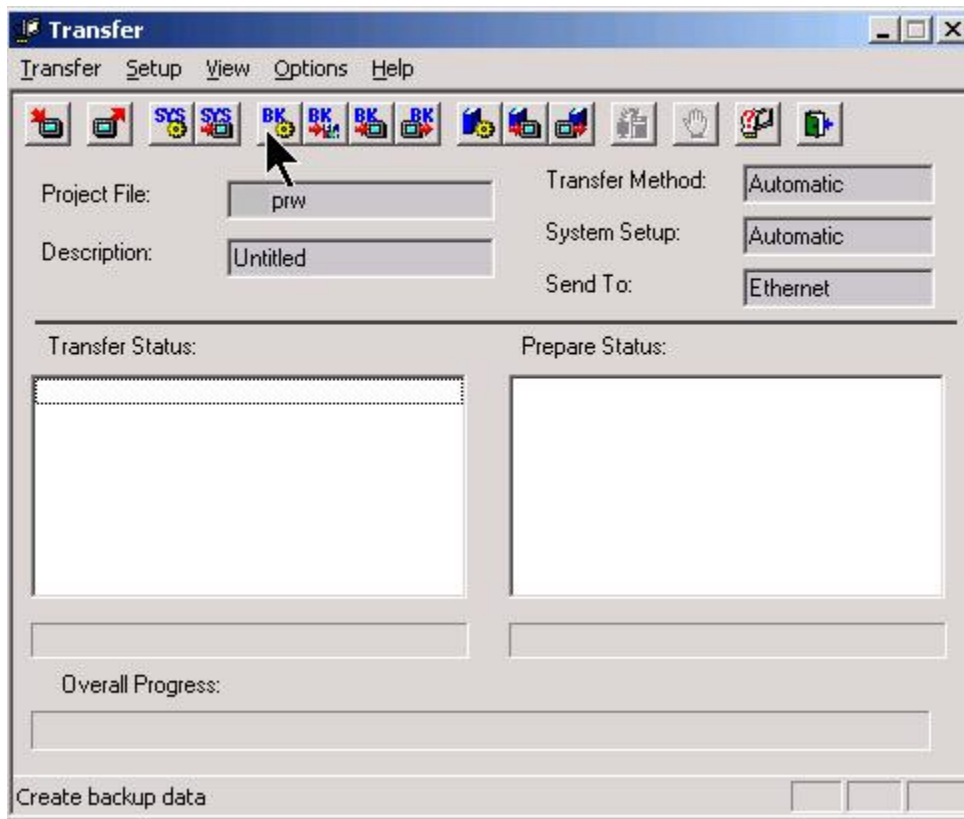 Transfer
Transfer Setup View Options Help
SYS SYS BK BK BK BK
Project File: prw
Transfer Method: Automatic
Description: Untitled
System Setup: Automatic
Send To: Ethernet
Transfer Status: Prepare Status:
Overall Progress:
Create backup data